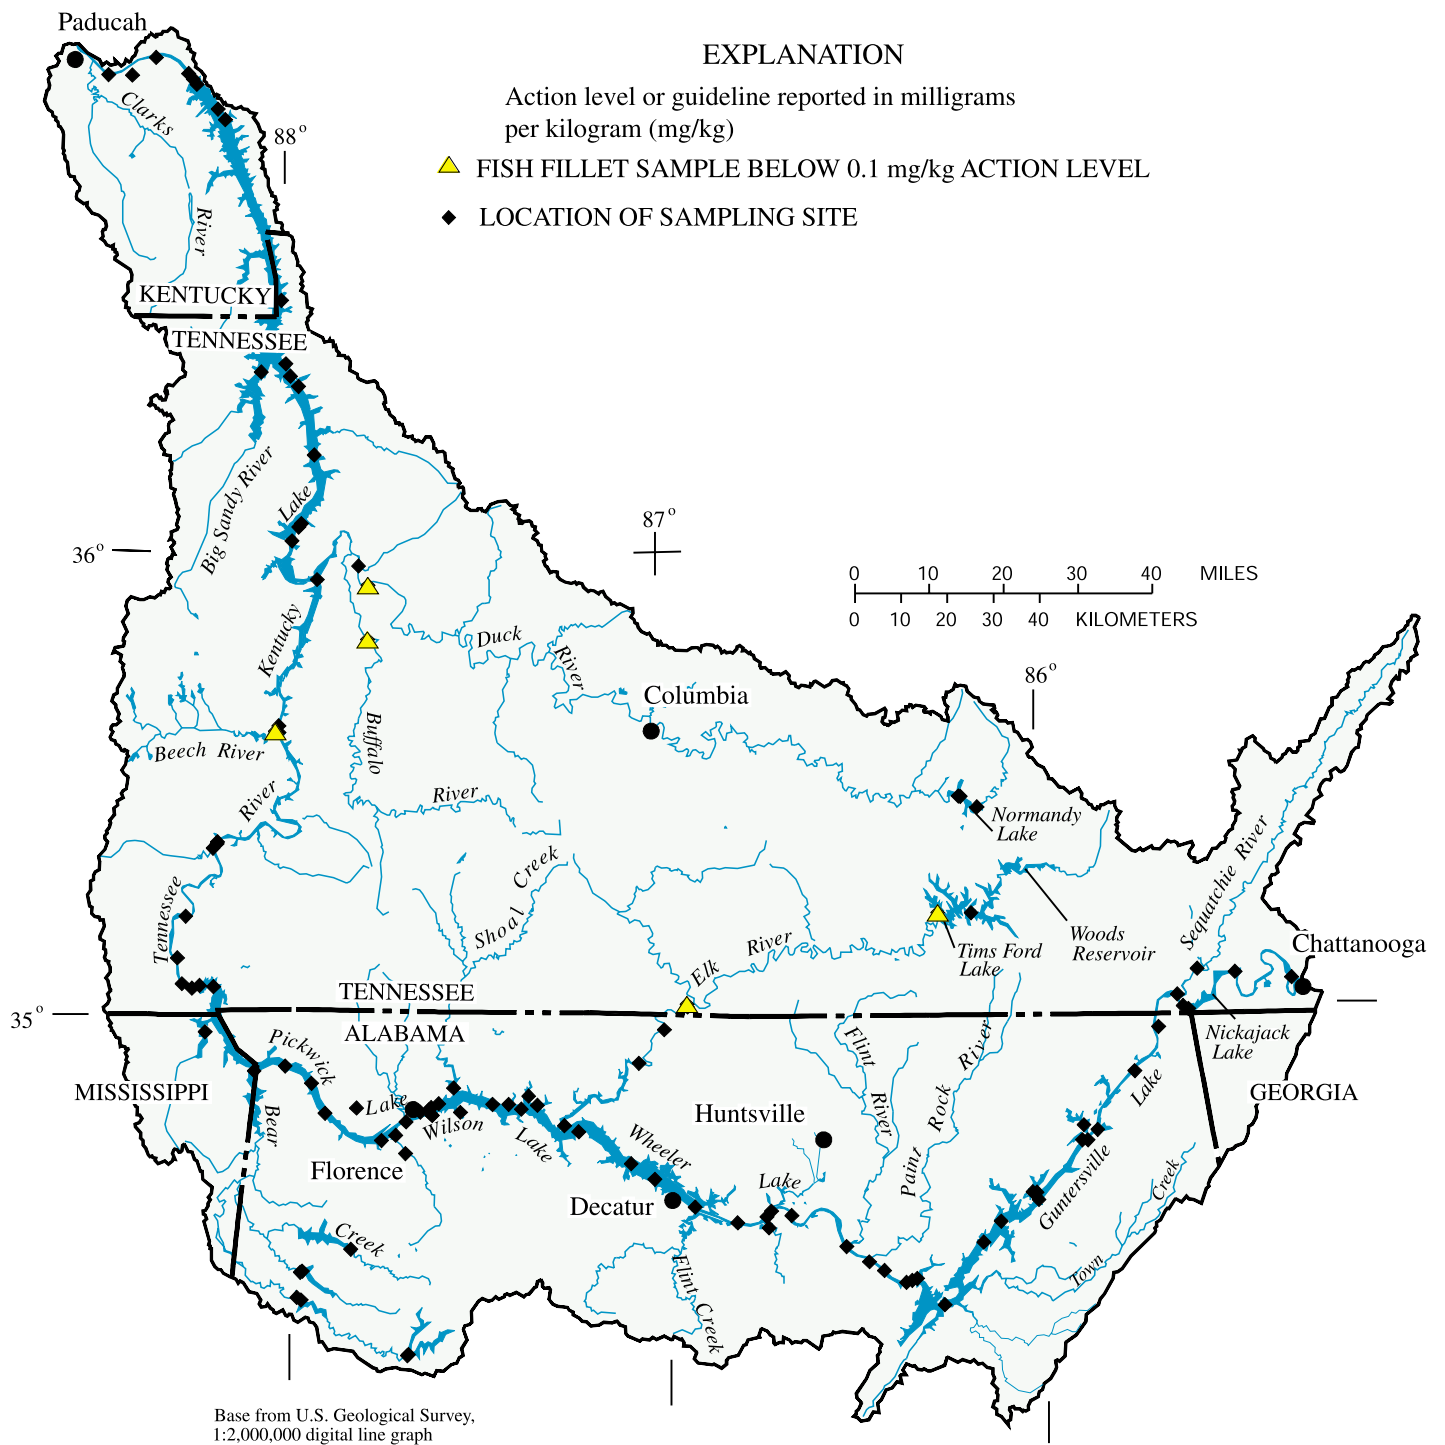 Paducah
EXPLANATION
Action level or guideline reported in milligrams
per kilogram (mg/kg)
FISH FILLET SAMPLE BELOW 0.1 mg/kg ACTION LEVEL
LOCATION OF SAMPLING SITE
88°
Clarks
River
KENTUCKY
TENNESSEE
Big Sandy River
Lake
Kentucky
36°
87°
0 10 20 30 40 MILES
0 10 20 30 40 KILOMETERS
Duck
River
Columbia
86°
Buffalo
River
Beech River
River
Tennessee
Normandy
Lake
Shoal Creek
Sequatchie River
Woods
Reservoir
Tims Ford
Lake
Elk River
Chattanooga
35°
TENNESSEE
ALABAMA
Nickajack
Lake
MISSISSIPPI
GEORGIA
Pickwick
Lake
Bear
Creek
Wilson
Lake
Florence
Wheeler
Lake
Huntsville
Decatur
Flint
River
Paint Rock River
Guntersville
Lake
Town Creek
Flint Creek
Base from U.S. Geological Survey,
1:2,000,000 digital line graph